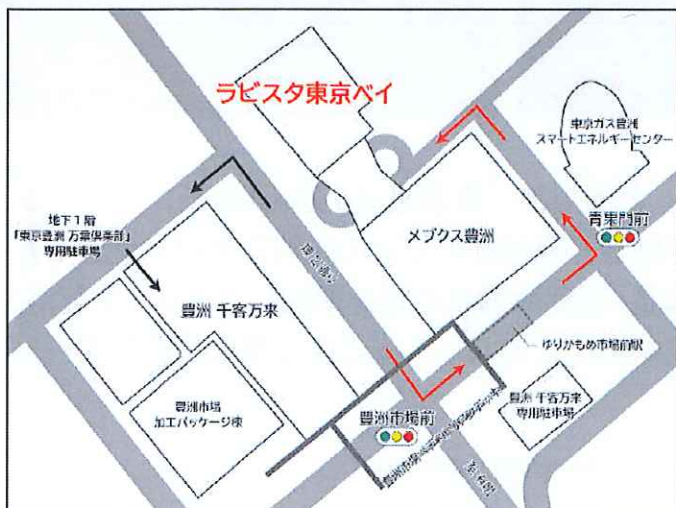 ラビスタ東京ベイ
東京ガス豊洲
スマートエネルギーセンター
地下1階
「東京豊洲 万葉倶楽部」
専用駐車場
青果門前
メブクス豊洲
環二通り
豊洲 千客万来
ゆりかもめ市場前駅
豊洲市場
加工パッケージ棟
豊洲市場前
豊洲 千客万来
専用駐車場